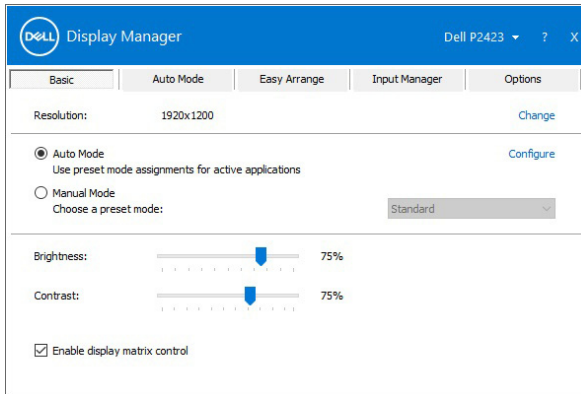 DELL Display Manager Dell P2423 ? X
Basic Auto Mode Easy Arrange Input Manager Options
Resolution: 1920x1200 Change
Auto Mode Configure
Use preset mode assignments for active applications
Manual Mode
Choose a preset mode: Standard
Brightness: 75%
Contrast: 75%
Enable display matrix control